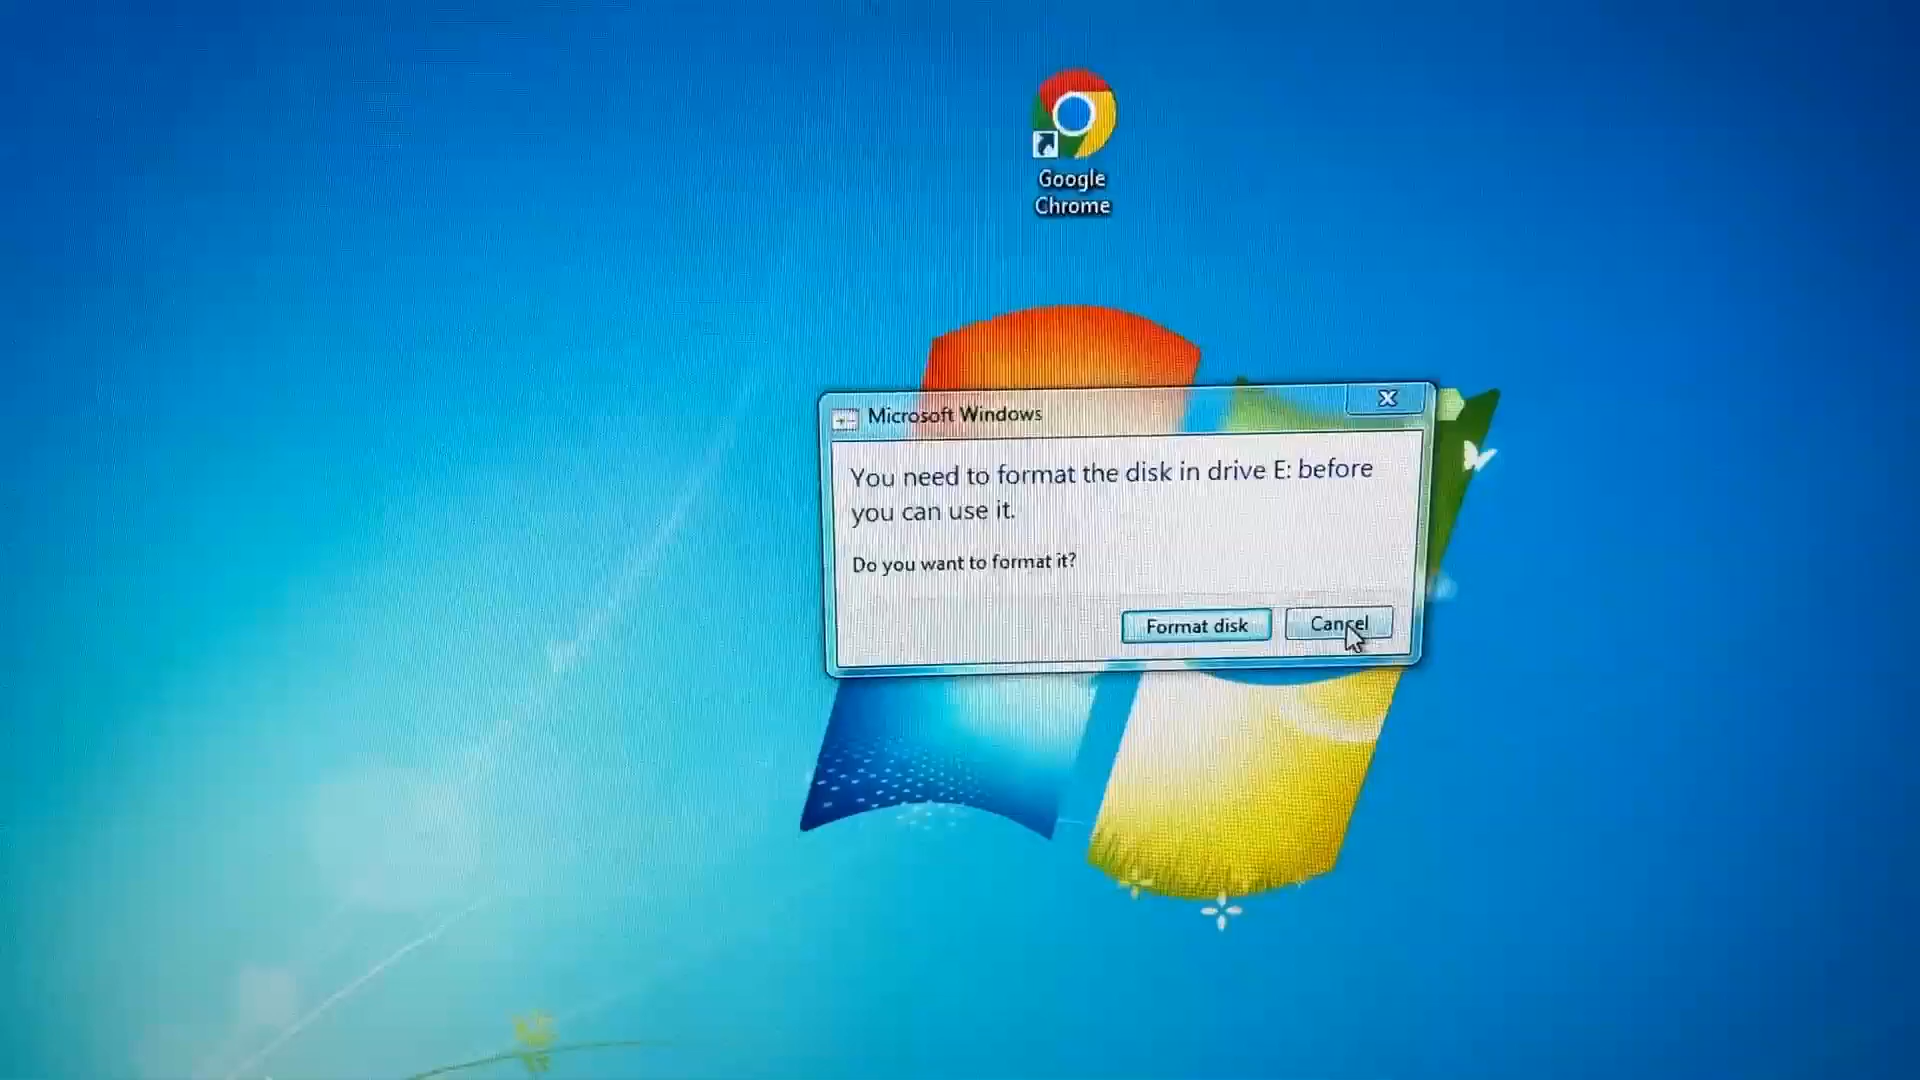 Google
Chrome
Microsoft Windows
You need to format the disk in drive E: before
you can use it.
Do you want to format it?
Format disk
Cancel